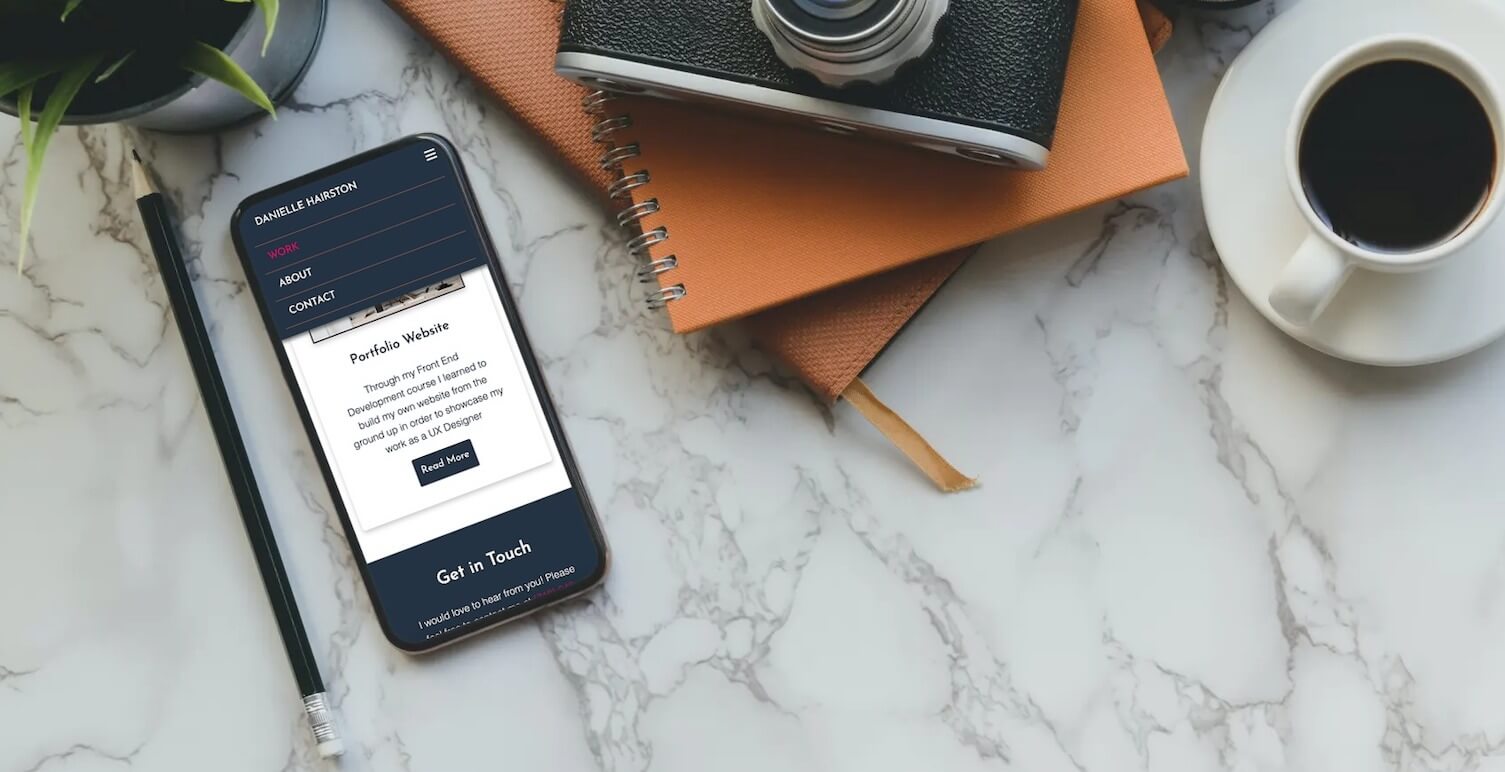 DANIELLE HAIRSTON
WORK
ABOUT
CONTACT
Portfolio Website
Through my Front End
Development course I learned to
build my own website from the
ground up in order to showcase my
work as a UX Designer
Read More
Get in Touch
I would love to hear from you! Please
feel free to contact me at